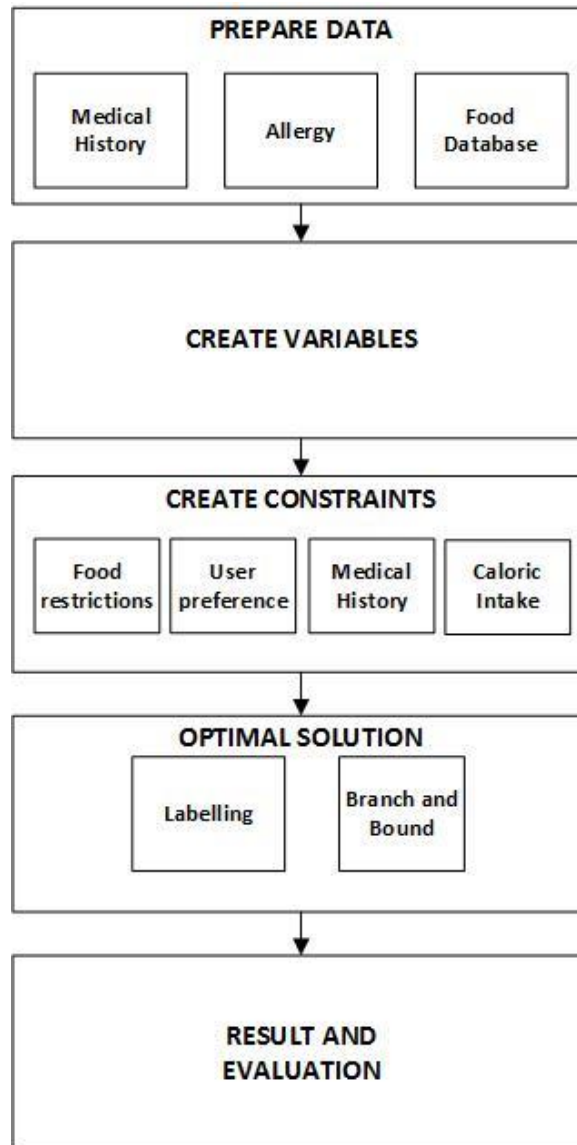 PREPARE DATA
Medical
History
Allergy
Food
Database
CREATE VARIABLES
CREATE CONSTRAINTS
Food
restrictions
User
preference
Medical
History
Caloric
Intake
OPTIMAL SOLUTION
Labelling
Branch and
Bound
RESULT AND
EVALUATION